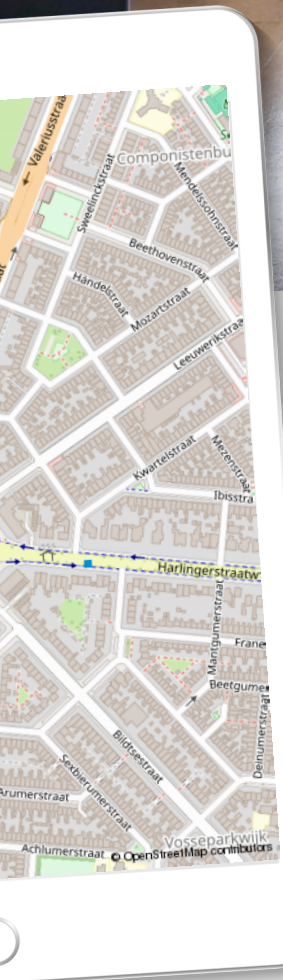 Valeriusstraa
Componistenbu
Sweelinckstraat
Mendelssohnstraat
Beethovenstraat
Händelstraat
Mozartstraat
Leeuwerikstraa
Kwartelstraat
Mezenstraat
Ibisstra
Harlingerstraatw
Mantgumerstraat
Frane
Beetgume
Deinumerstraat
Bildtsestraat
Sexbierumerstraat
Arumerstraat
Achlumerstraat
Vosseparkwijk
© OpenStreetMap contributors